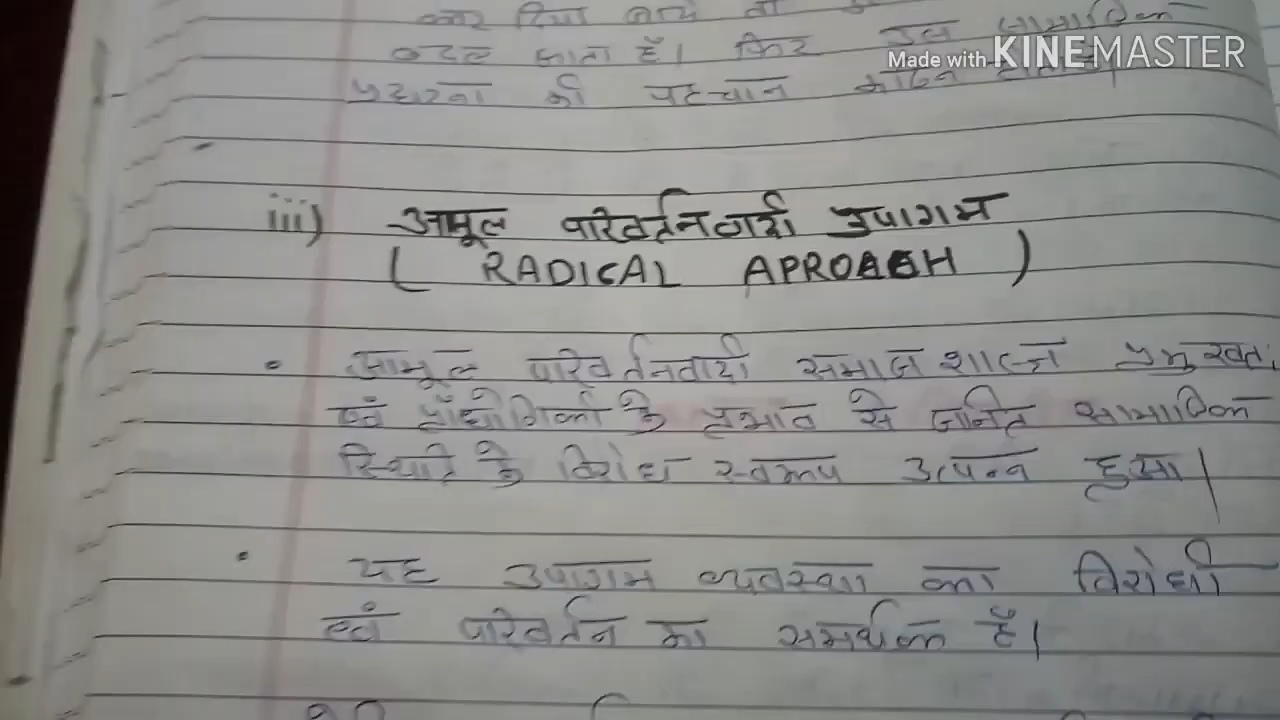 कर दिया जाये तो
बदल जाता है। फिर उस सामाजिक
Made with KINEMASTER
प्रघटना की पहचान कठिन होता है।
iii) आमूल परिवर्तनवादी उपागम
( RADICAL APROACH )
• आमूल परिवर्तनवादी समाजशास्त्र प्रभुसत्ता
एवं प्रौद्योगिकी के प्रभाव से जनित सामाजिक
स्थिति के विरोध स्वरूप उत्पन्न हुआ।
• यह उपागम व्यवस्था का विरोधी
एवं परिवर्तन का समर्थक है।